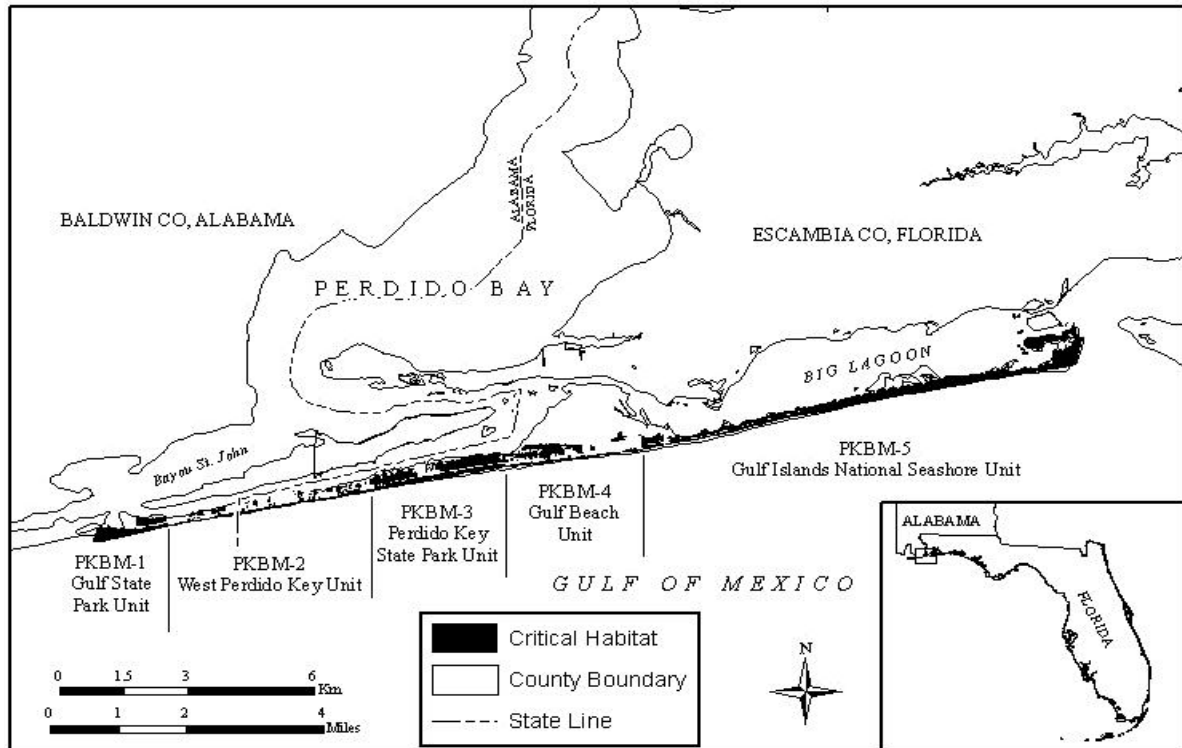 BALDWIN CO, ALABAMA
ALABAMA
FLORIDA
ESCAMBIA CO, FLORIDA
PERDIDO BAY
BIG LAGOON
Bayou St. John
PKBM-1
Gulf State
Park Unit
PKBM-2
West Perdido Key Unit
PKBM-3
Perdido Key
State Park Unit
PKBM-4
Gulf Beach
Unit
PKBM-5
Gulf Islands National Seashore Unit
GULF OF MEXICO
0 1.5 3 6
Km
0 1 2 4
Miles
Critical Habitat
County Boundary
State Line
N
ALABAMA
FLORIDA